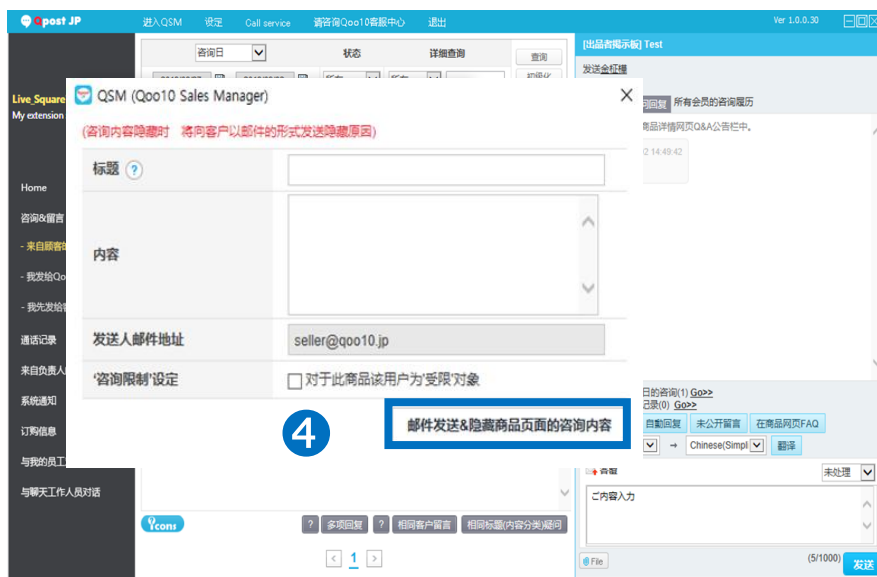 Qpost JP 进入QSM 设定 Call service 请咨询Qoo10客服中心 退出 Ver 1.0.0.30
咨询日 状态 详细查询 查询
[出品者揭示板] Test
Live_Square
My extension
所有会员的咨询履历
商品详情网页Q&A公告栏中。
14:49:42
QSM (Qoo10 Sales Manager)
(咨询内容隐藏时 将向客户以邮件的形式发送隐藏原因)
标题 ?
内容
发送人邮件地址 seller@qoo10.jp
'咨询限制'设定 对于此商品该用户为'受限'对象
4 邮件发送&隐藏商品页面的咨询内容
Home
咨询&留言
- 来自顾客
- 我发给Qo
- 我先发给
通话记录
来自负责人
系统通知
订购信息
与我的员工
与聊天工作人员对话
日的咨询(1) Go>>
记录(0) Go>>
自動回复 未公开留言 在商品网页FAQ
→ Chinese(Simpl 翻译
未处理
ご内容入力
Qcons ? 多项回复 ? 相同客户留言 相同标题(内容分类)疑问
< 1 >
File (5/1000) 发送